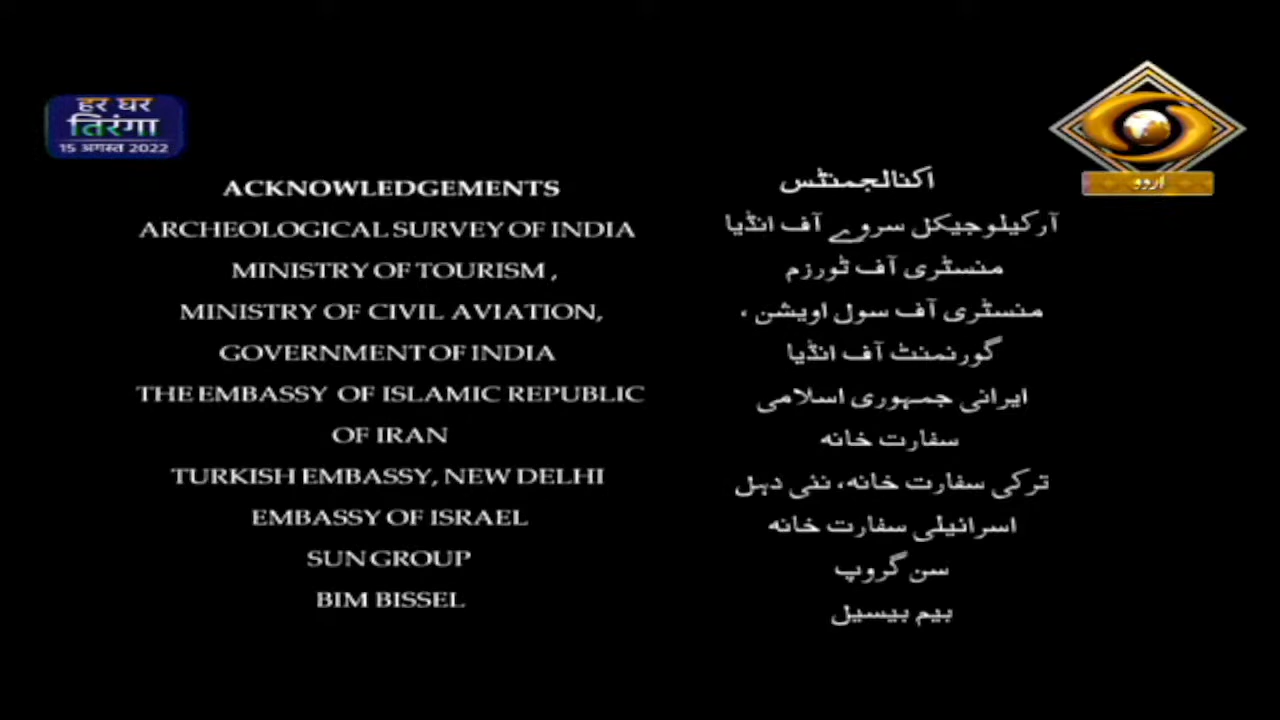 हर घर
तिरंगा
15 अगस्त 2022
اردو
ACKNOWLEDGEMENTS
ARCHEOLOGICAL SURVEY OF INDIA
MINISTRY OF TOURISM ,
MINISTRY OF CIVIL AVIATION,
GOVERNMENT OF INDIA
THE EMBASSY OF ISLAMIC REPUBLIC
OF IRAN
TURKISH EMBASSY, NEW DELHI
EMBASSY OF ISRAEL
SUN GROUP
BIM BISSEL
اکنالجمنٹس
آرکیلوجیکل سروے آف انڈیا
منسٹری آف ٹورزم
منسٹری آف سول اویشن ،
گورنمنٹ آف انڈیا
ایرانی جمہوری اسلامی
سفارت خانہ
ترکی سفارت خانہ، نئی دہل
اسرائیلی سفارت خانہ
سن گروپ
بیم بیسیل